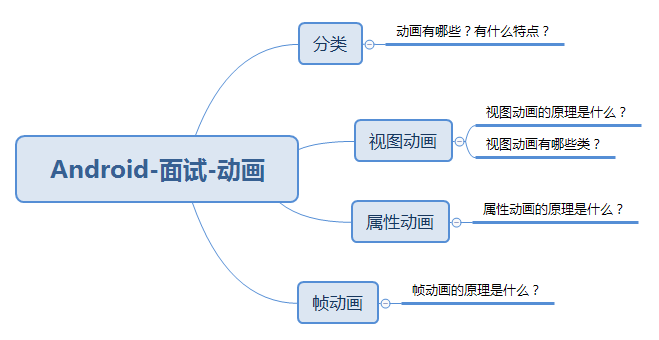 Android-面试-动画
分类
动画有哪些？有什么特点？
视图动画
视图动画的原理是什么？
视图动画有哪些类？
属性动画
属性动画的原理是什么？
帧动画
帧动画的原理是什么？